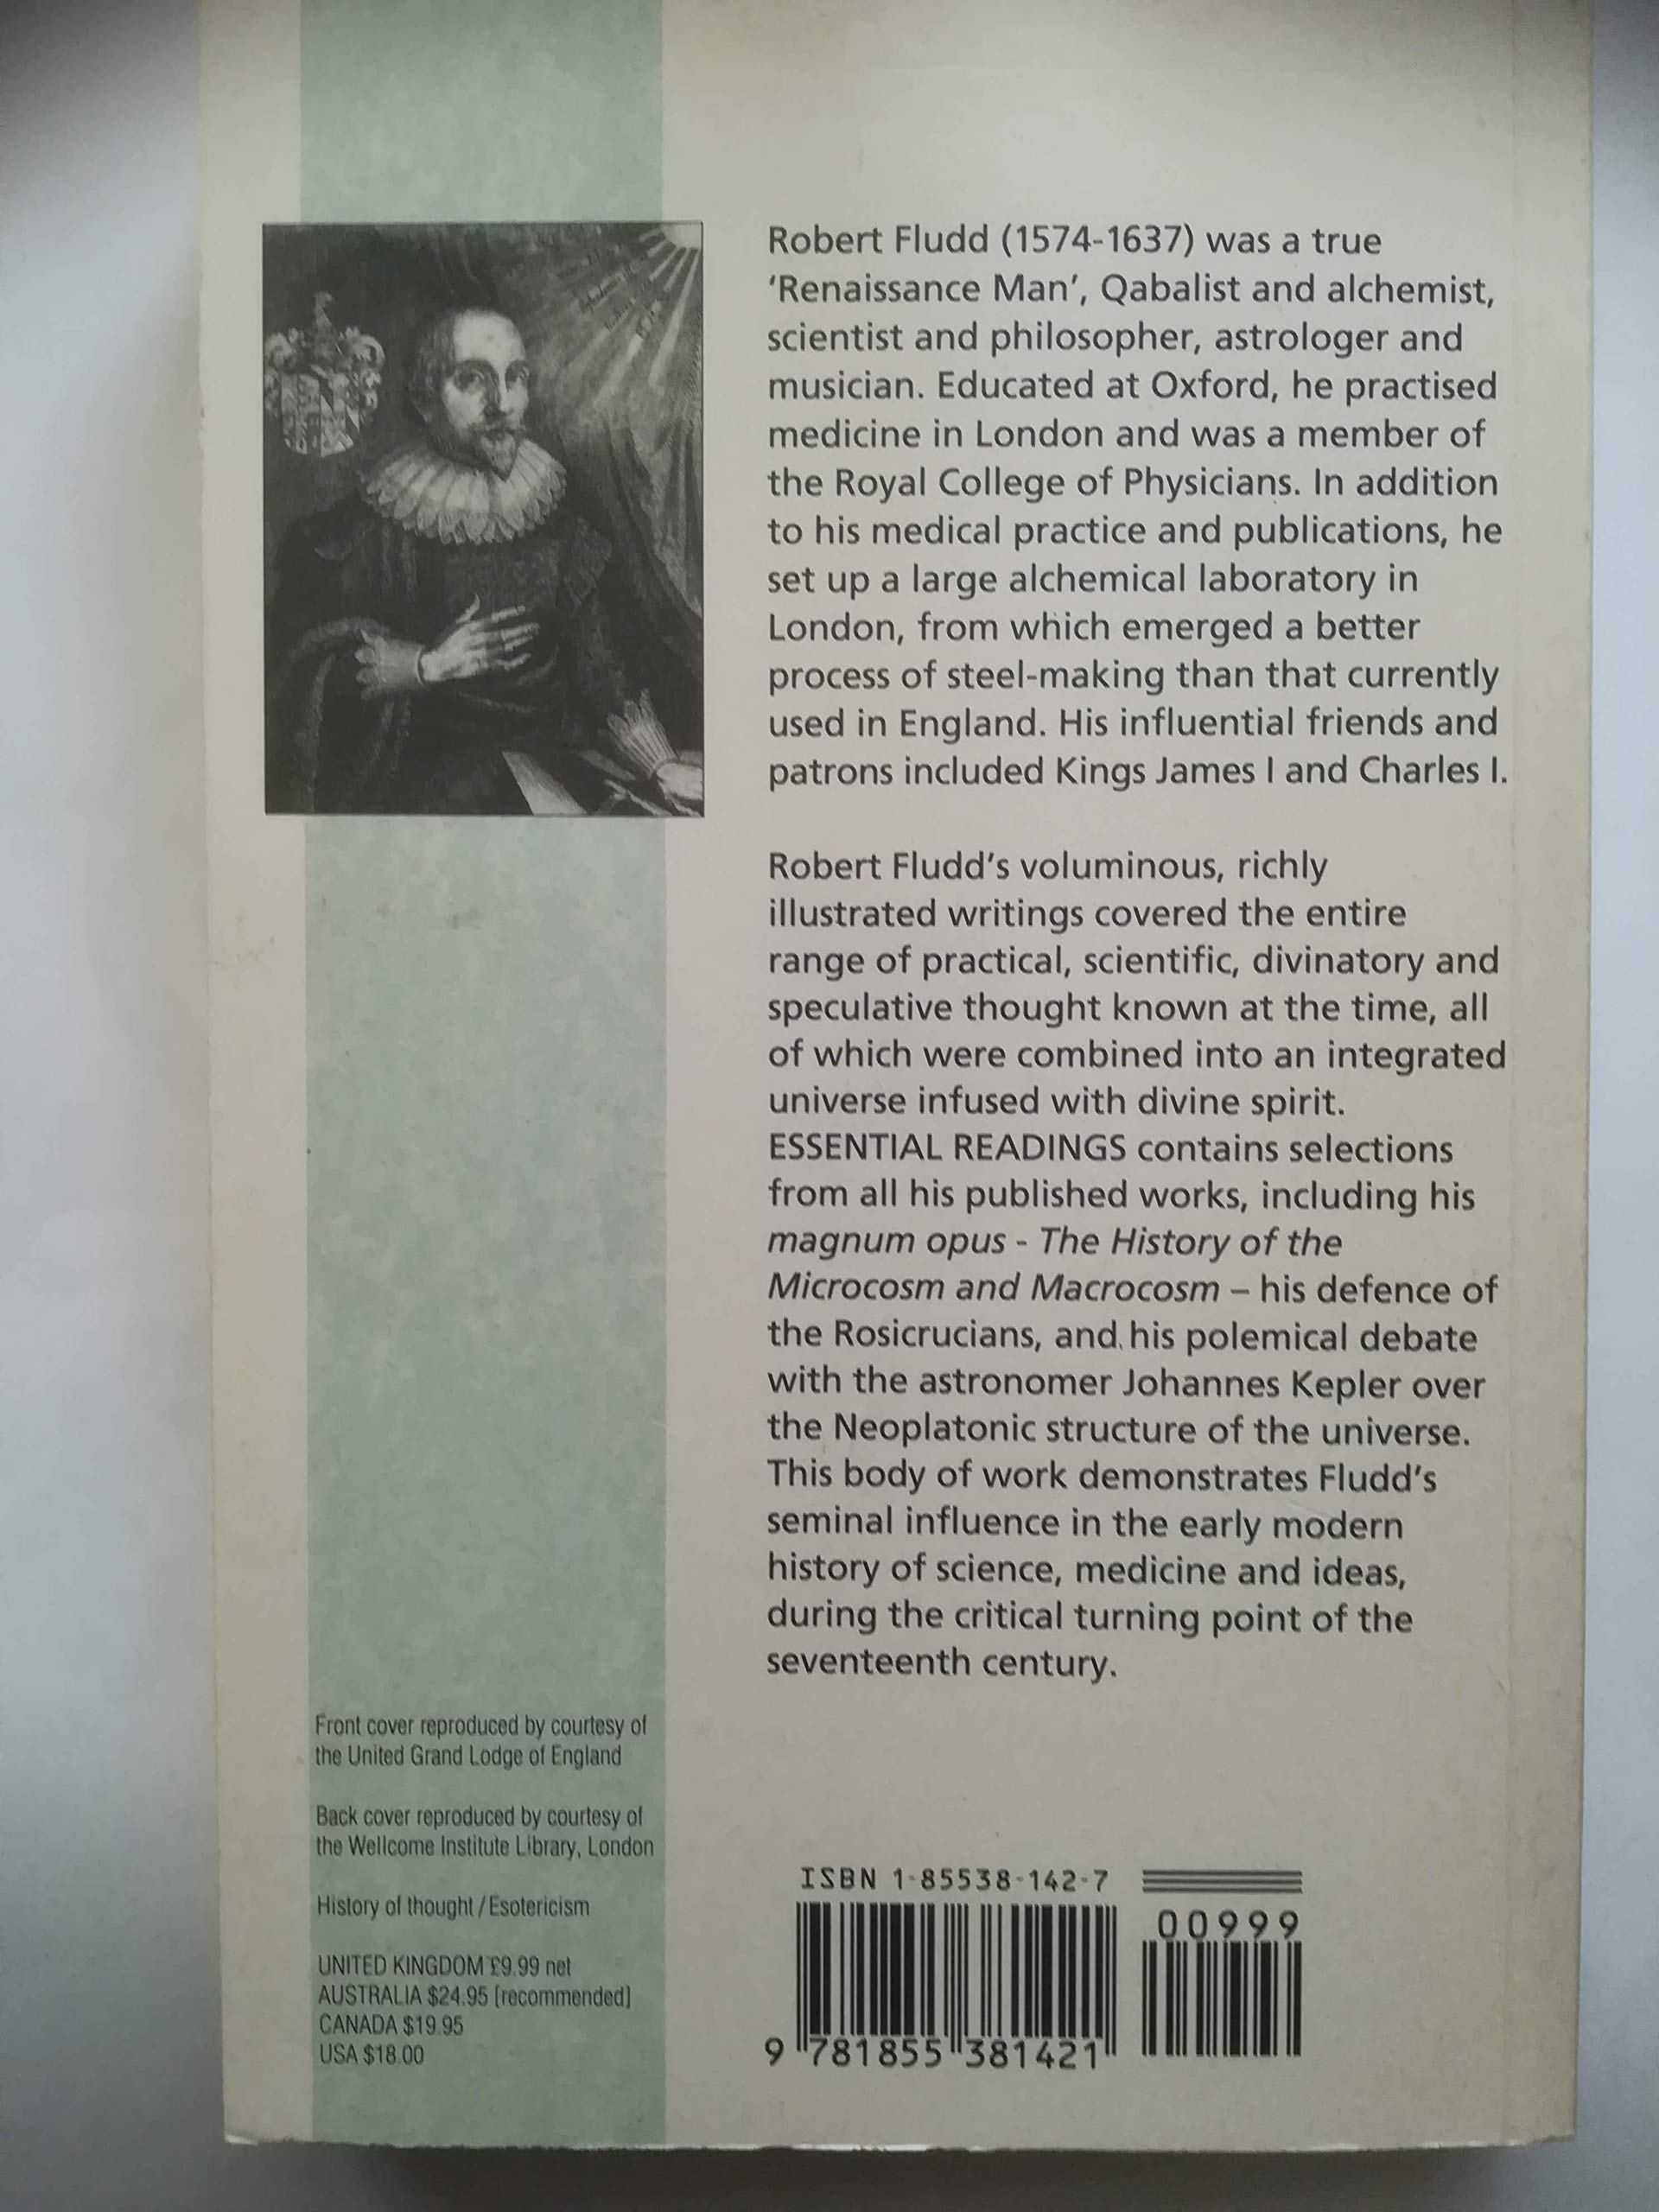 Robert Fludd (1574-1637) was a true
‘Renaissance Man’, Qabalist and alchemist,
scientist and philosopher, astrologer and
musician. Educated at Oxford, he practised
medicine in London and was a member of
the Royal College of Physicians. In addition
to his medical practice and publications, he
set up a large alchemical laboratory in
London, from which emerged a better
process of steel-making than that currently
used in England. His influential friends and
patrons included Kings James I and Charles I.
Robert Fludd’s voluminous, richly
illustrated writings covered the entire
range of practical, scientific, divinatory and
speculative thought known at the time, all
of which were combined into an integrated
universe infused with divine spirit.
ESSENTIAL READINGS contains selections
from all his published works, including his
magnum opus - The History of the
Microcosm and Macrocosm – his defence of
the Rosicrucians, and his polemical debate
with the astronomer Johannes Kepler over
the Neoplatonic structure of the universe.
This body of work demonstrates Fludd’s
seminal influence in the early modern
history of science, medicine and ideas,
during the critical turning point of the
seventeenth century.
Front cover reproduced by courtesy of
the United Grand Lodge of England
Back cover reproduced by courtesy of
the Wellcome Institute Library, London
History of thought / Esotericism
UNITED KINGDOM £9.99 net
AUSTRALIA $24.95 [recommended]
CANADA $19.95
USA $18.00
ISBN 1-85538-142-7
00999
9 781855 381421